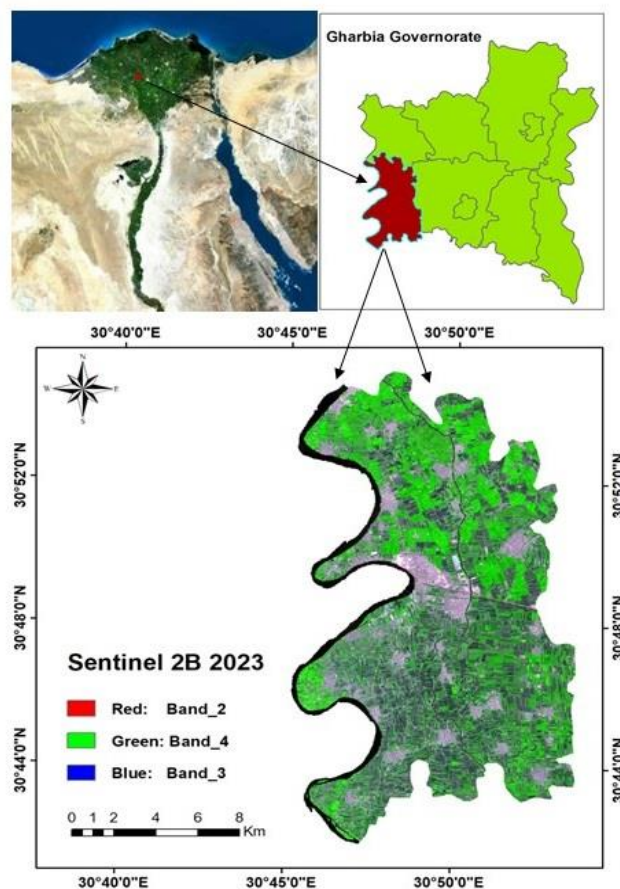 Gharbia Governorate
30°40'0"E 30°45'0"E 30°50'0"E
N
W E
S
30°52'0"N 30°52'0"N
30°48'0"N 30°48'0"N
Sentinel 2B 2023
Red: Band_2
Green: Band_4
Blue: Band_3
30°44'0"N 30°44'0"N
0 1 2 4 6 8
Km
30°40'0"E 30°45'0"E 30°50'0"E